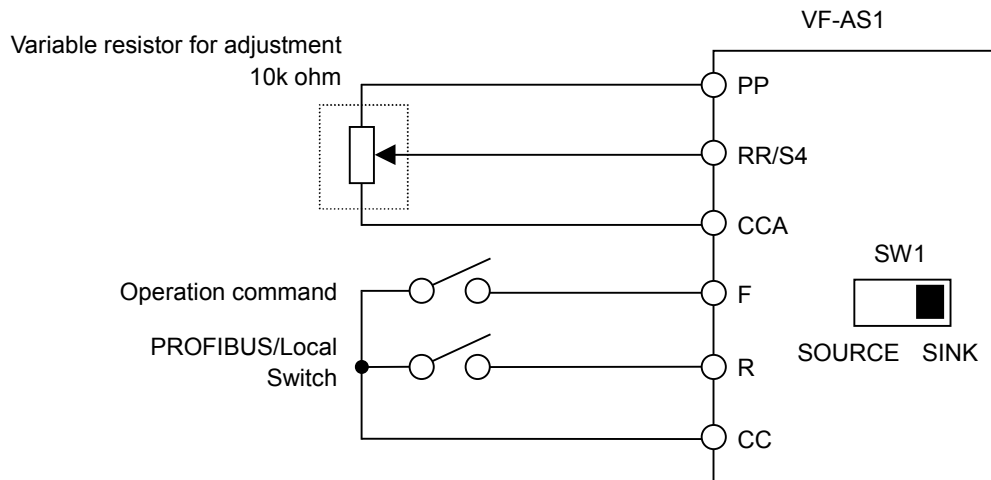 VF-AS1
Variable resistor for adjustment
10k ohm
PP
RR/S4
CCA
SW1
Operation command
F
PROFIBUS/Local
Switch
R
SOURCE SINK
CC